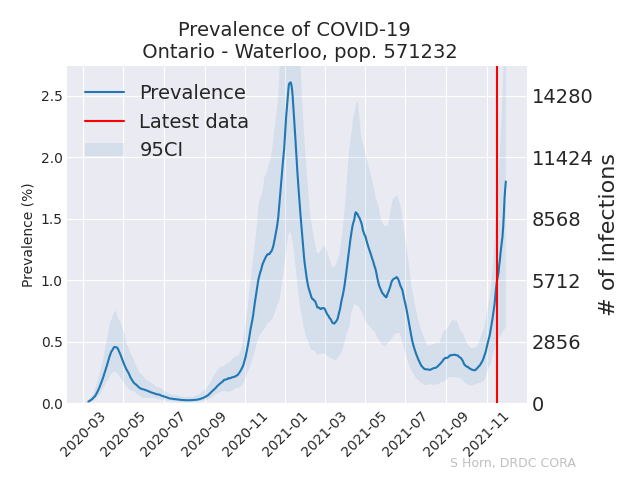 Prevalence of COVID-19
Ontario - Waterloo, pop. 571232
Prevalence
Latest data
95CI
Prevalence (%)
2.5
2.0
1.5
1.0
0.5
0.0
14280
11424
8568
5712
2856
0
# of infections
2020-03
2020-05
2020-07
2020-09
2020-11
2021-01
2021-03
2021-05
2021-07
2021-09
2021-11
S Horn, DRDC CORA